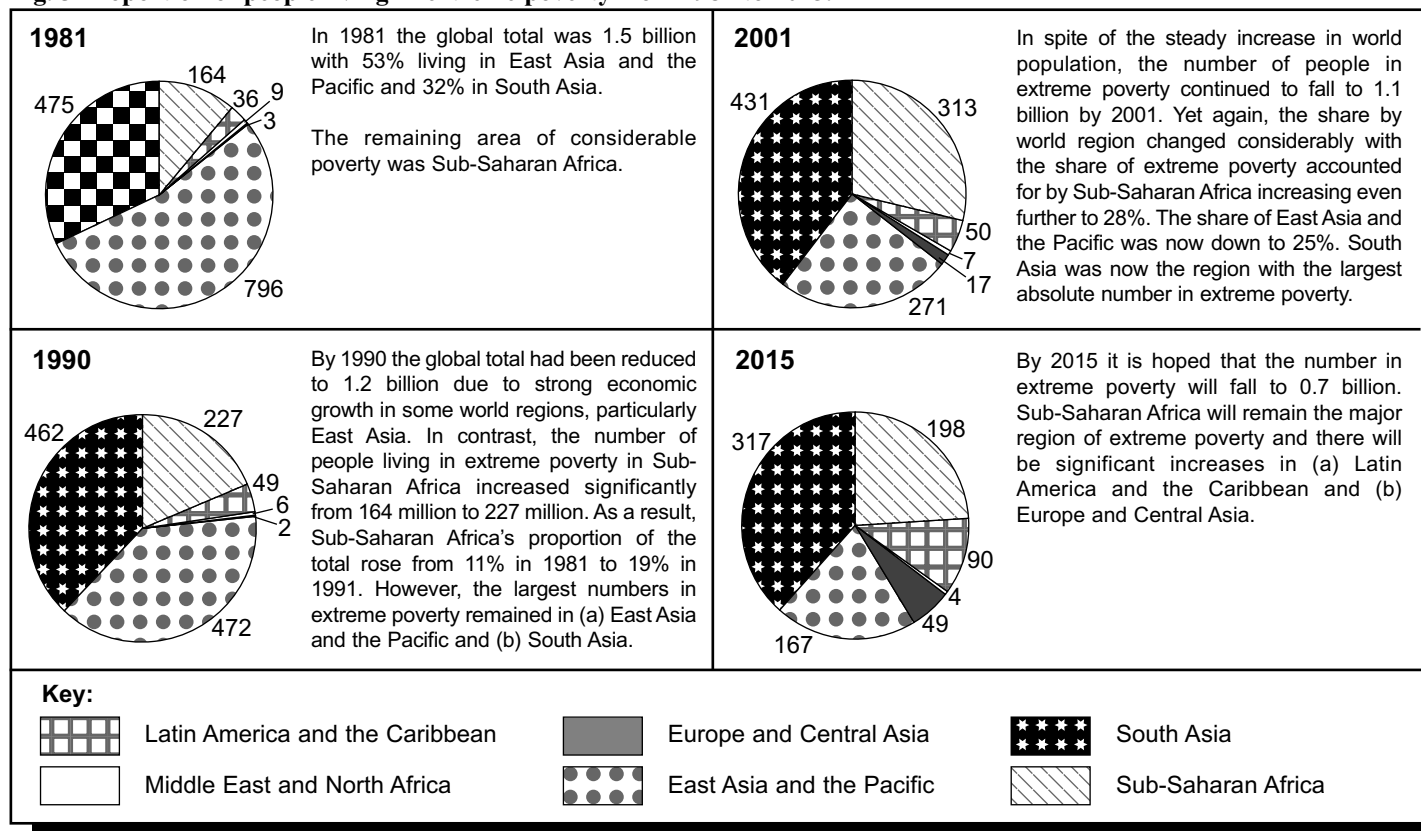 1981
164
36
9
3
475
796
In 1981 the global total was 1.5 billion
with 53% living in East Asia and the
Pacific and 32% in South Asia.
The remaining area of considerable
poverty was Sub-Saharan Africa.
2001
431
313
50
7
17
271
In spite of the steady increase in world
population, the number of people in
extreme poverty continued to fall to 1.1
billion by 2001. Yet again, the share by
world region changed considerably with
the share of extreme poverty accounted
for by Sub-Saharan Africa increasing even
further to 28%. The share of East Asia and
the Pacific was now down to 25%. South
Asia was now the region with the largest
absolute number in extreme poverty.
1990
462
227
49
6
2
472
By 1990 the global total had been reduced
to 1.2 billion due to strong economic
growth in some world regions, particularly
East Asia. In contrast, the number of
people living in extreme poverty in Sub-
Saharan Africa increased significantly
from 164 million to 227 million. As a result,
Sub-Saharan Africa's proportion of the
total rose from 11% in 1981 to 19% in
1991. However, the largest numbers in
extreme poverty remained in (a) East Asia
and the Pacific and (b) South Asia.
2015
317
198
90
4
49
167
By 2015 it is hoped that the number in
extreme poverty will fall to 0.7 billion.
Sub-Saharan Africa will remain the major
region of extreme poverty and there will
be significant increases in (a) Latin
America and the Caribbean and (b)
Europe and Central Asia.
Key:
Latin America and the Caribbean
Europe and Central Asia
South Asia
Middle East and North Africa
East Asia and the Pacific
Sub-Saharan Africa